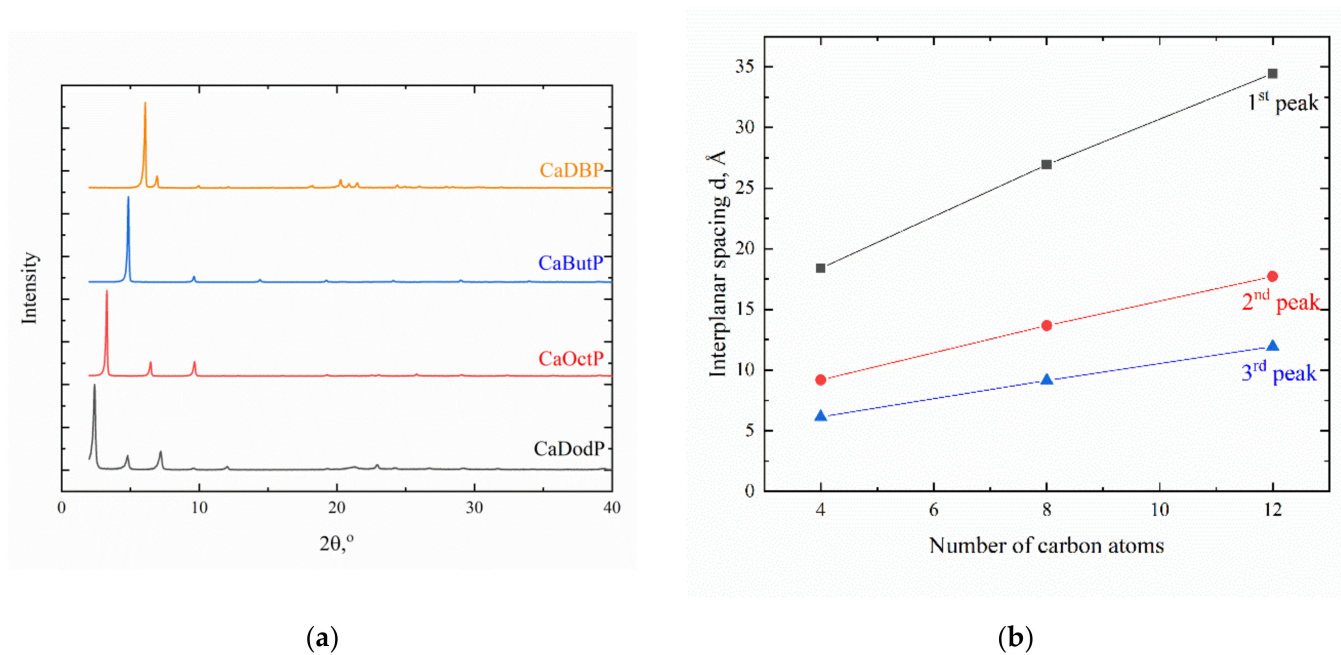 Intensity
CaDBP
CaButP
CaOctP
CaDodP
0 10 20 30 40
2θ,°
(a)
Interplanar spacing d, Å
35
30
25
20
15
10
5
0
1st peak
2nd peak
3rd peak
4 6 8 10 12
Number of carbon atoms
(b)